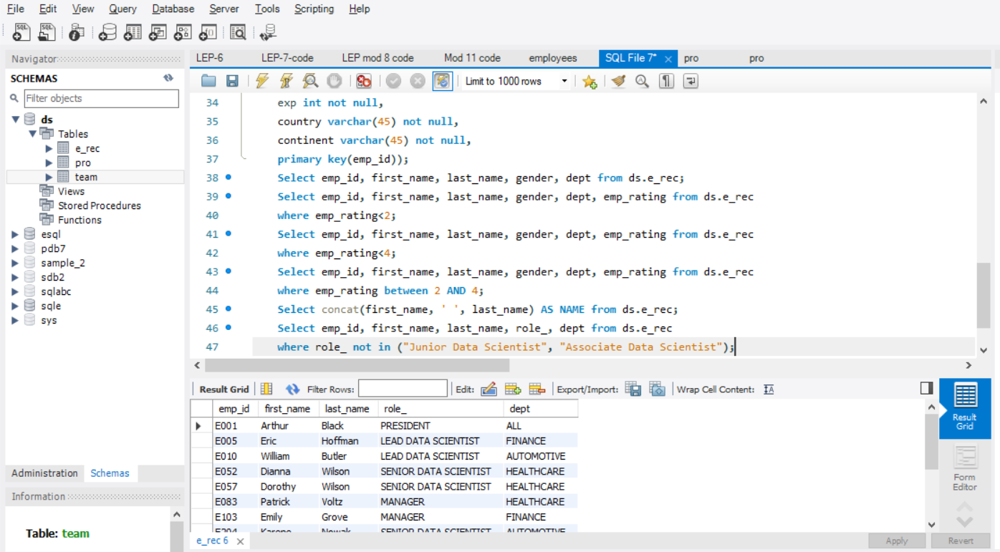 File Edit View Query Database Server Tools Scripting Help
SQL SQL
Navigator
LEP-6 LEP-7-code LEP mod 8 code Mod 11 code employees SQL File 7* × pro pro
SCHEMAS
Limit to 1000 rows
Filter objects
ds
Tables
e_rec
pro
team
Views
Stored Procedures
Functions
esql
pdb7
sample_2
sdb2
sqlabc
sqle
sys
34 exp int not null,
35 country varchar(45) not null,
36 continent varchar(45) not null,
37 primary key(emp_id));
38 Select emp_id, first_name, last_name, gender, dept from ds.e_rec;
39 Select emp_id, first_name, last_name, gender, dept, emp_rating from ds.e_rec
40 where emp_rating<2;
41 Select emp_id, first_name, last_name, gender, dept, emp_rating from ds.e_rec
42 where emp_rating<4;
43 Select emp_id, first_name, last_name, gender, dept, emp_rating from ds.e_rec
44 where emp_rating between 2 AND 4;
45 Select concat(first_name, ' ', last_name) AS NAME from ds.e_rec;
46 Select emp_id, first_name, last_name, role_, dept from ds.e_rec
47 where role_ not in ("Junior Data Scientist", "Associate Data Scientist");
Result Grid Filter Rows: Edit: Export/Import: Wrap Cell Content: IA
emp_id first_name last_name role_ dept
E001 Arthur Black PRESIDENT ALL
E005 Eric Hoffman LEAD DATA SCIENTIST FINANCE
E010 William Butler LEAD DATA SCIENTIST AUTOMOTIVE
E052 Dianna Wilson SENIOR DATA SCIENTIST HEALTHCARE
E057 Dorothy Wilson SENIOR DATA SCIENTIST HEALTHCARE
E083 Patrick Voltz MANAGER HEALTHCARE
E103 Emily Grove MANAGER FINANCE
E204 Karene Nowak SENIOR DATA SCIENTIST AUTOMOTIVE
Result
Grid
Form
Editor
Administration Schemas
Information
Table: team
e_rec 6 ×
Apply Revert